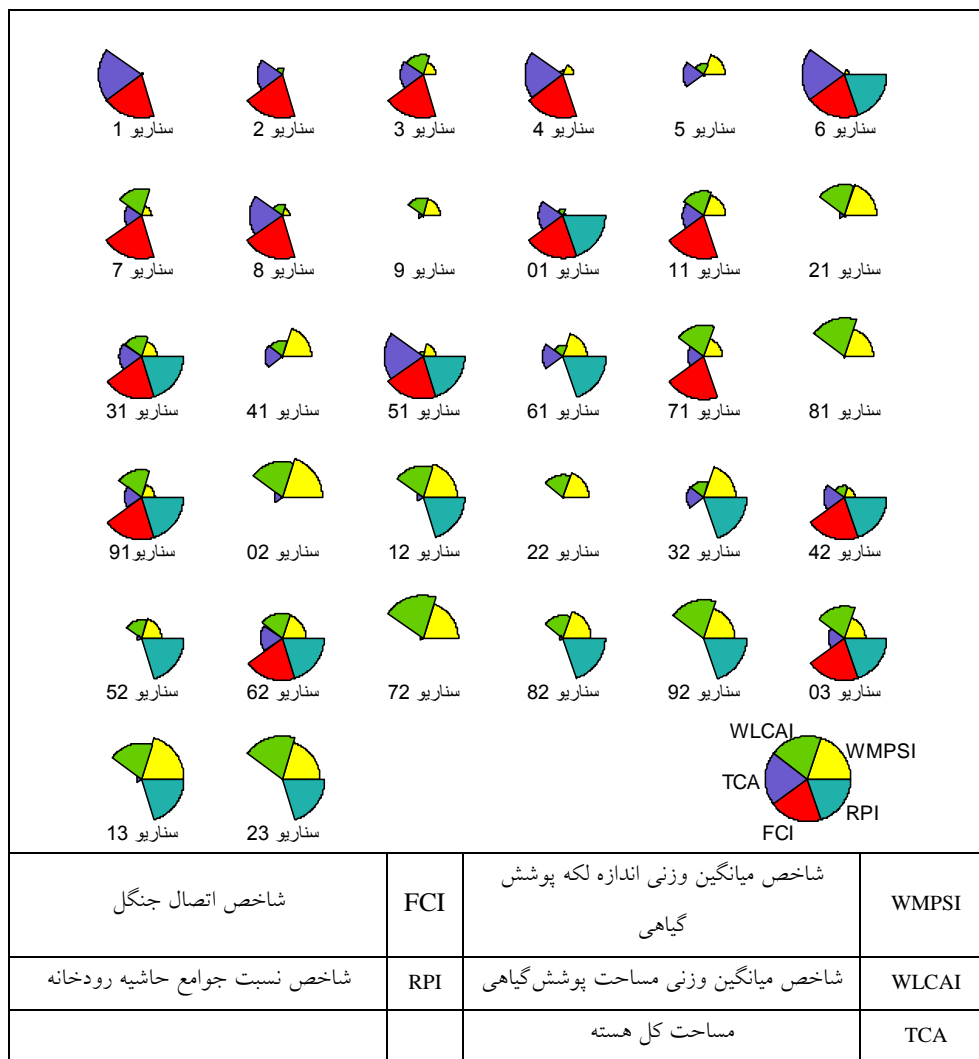 سناریو 1
سناریو 2
سناریو 3
سناریو 4
سناریو 5
سناریو 6
سناریو 7
سناریو 8
سناریو 9
سناریو 01
سناریو 11
سناریو 21
سناریو 31
سناریو 41
سناریو 51
سناریو 61
سناریو 71
سناریو 81
سناریو91
سناریو 02
سناریو 12
سناریو 22
سناریو 32
سناریو 42
سناریو 52
سناریو 62
سناریو 72
سناریو 82
سناریو 92
سناریو 03
سناریو 13
سناریو 23
WLCAI
WMPSI
TCA
RPI
FCI
WMPSI
شاخص میانگین وزنی اندازه لکه پوشش
گیاهی
FCI
شاخص اتصال جنگل
WLCAI
شاخص میانگین وزنی مساحت پوشش‌گیاهی
RPI
شاخص نسبت جوامع حاشیه رودخانه
TCA
مساحت کل هسته